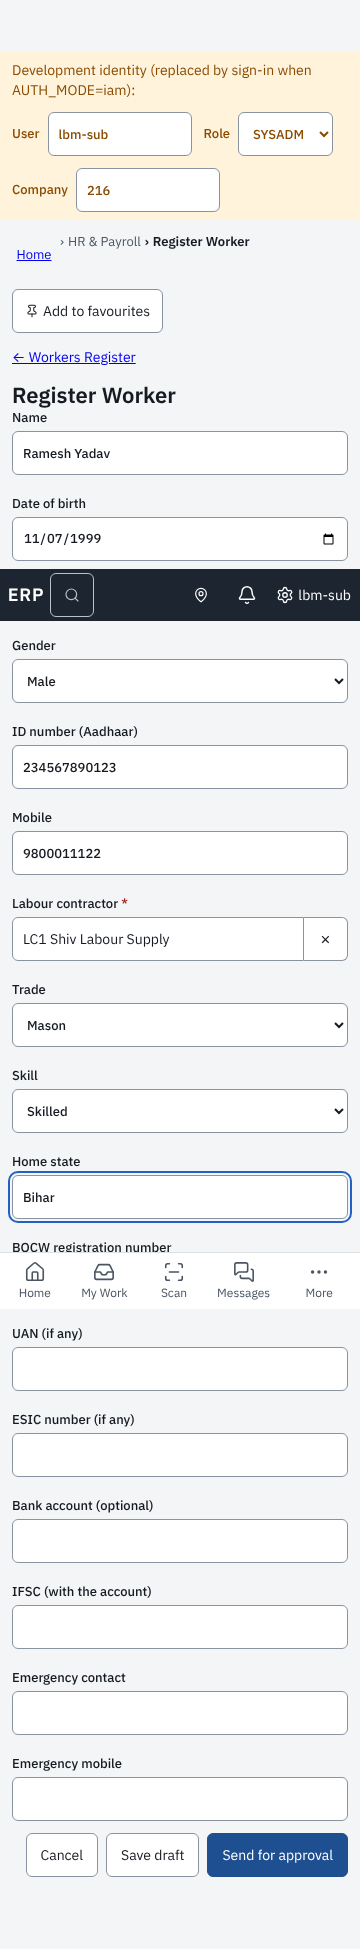 Development identity (replaced by sign-in when
AUTH_MODE=iam):
User lbm-sub Role SYSADM
Company 216
Home › HR & Payroll › Register Worker
Add to favourites
← Workers Register
Register Worker
Name
Ramesh Yadav
Date of birth
11/07/1999
ERP lbm-sub
Gender
Male
ID number (Aadhaar)
234567890123
Mobile
9800011122
Labour contractor *
LC1 Shiv Labour Supply ×
Trade
Mason
Skill
Skilled
Home state
Bihar
BOCW registration number
Home My Work Scan Messages More
UAN (if any)
ESIC number (if any)
Bank account (optional)
IFSC (with the account)
Emergency contact
Emergency mobile
Cancel Save draft Send for approval